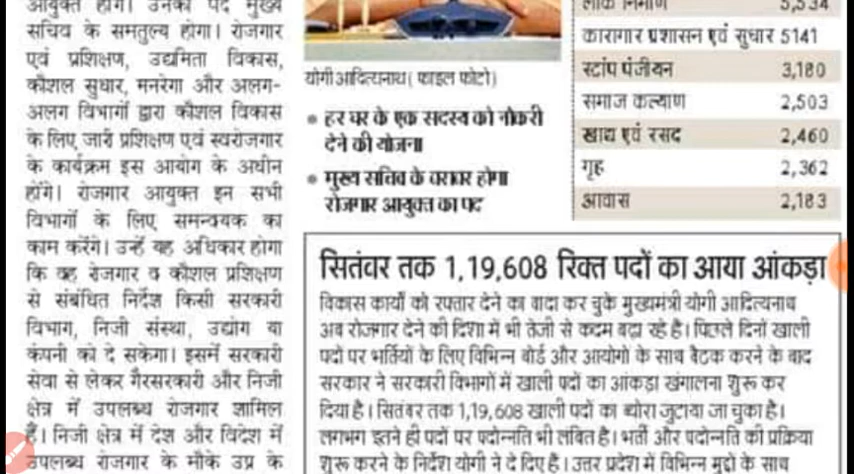 आयुक्त होगा। उनका पद मुख्य
सचिव के समतुल्य होगा। रोजगार
एवं प्रशिक्षण, उद्यमिता विकास,
कौशल सुधार, मनरेगा और अलग-
अलग विभागों द्वारा कौशल विकास
के लिए जारी प्रशिक्षण एवं स्वरोजगार
के कार्यक्रम इस आयोग के अधीन
होंगे। रोजगार आयुक्त इन सभी
विभागों के लिए समन्वयक का
काम करेंगे। उन्हें यह अधिकार होगा
कि वह रोजगार व कौशल प्रशिक्षण
से संबंधित निर्देश किसी सरकारी
विभाग, निजी संस्था, उद्योग या
कंपनी को दे सकेगा। इसमें सरकारी
सेवा से लेकर गैरसरकारी और निजी
क्षेत्र में उपलब्ध रोजगार शामिल
हैं। निजी क्षेत्र में देश और विदेश में
उपलब्ध रोजगार के मौके उप्र के
योगी आदित्यनाथ ( फाइल फोटो)
• हर घर के एक सदस्य को नौकरी
देने की योजना
• मुख्य सचिव के बराबर होगा
रोजगार आयुक्त का पद
लोक निर्माण 5,534
कारागार प्रशासन एवं सुधार 5141
स्टांप पंजीयन 3,180
समाज कल्याण 2,503
खाद्य एवं रसद 2,460
गृह 2,362
आवास 2,183
सितंबर तक 1,19,608 रिक्त पदों का आया आंकड़ा
विकास कार्यों को रफ्तार देने का वादा कर चुके मुख्यमंत्री योगी आदित्यनाथ
अब रोजगार देने की दिशा में भी तेजी से कदम बढ़ा रहे है। पिछले दिनों खाली
पदों पर भर्तियों के लिए विभिन्न बोर्ड और आयोगो के साथ बैठक करने के बाद
सरकार ने सरकारी विभागों में खाली पदों का आंकड़ा खंगालना शुरू कर
दिया है। सितंबर तक 1,19,608 खाली पदों का ब्योरा जुटाया जा चुका है।
लगभग इतने ही पदों पर पदोन्नति भी लंबित है। भर्ती और पदोन्नति की प्रक्रिया
शुरू करने के निर्देश योगी ने दे दिए है। उत्तर प्रदेश में विभिन्न मुद्दों के साथ